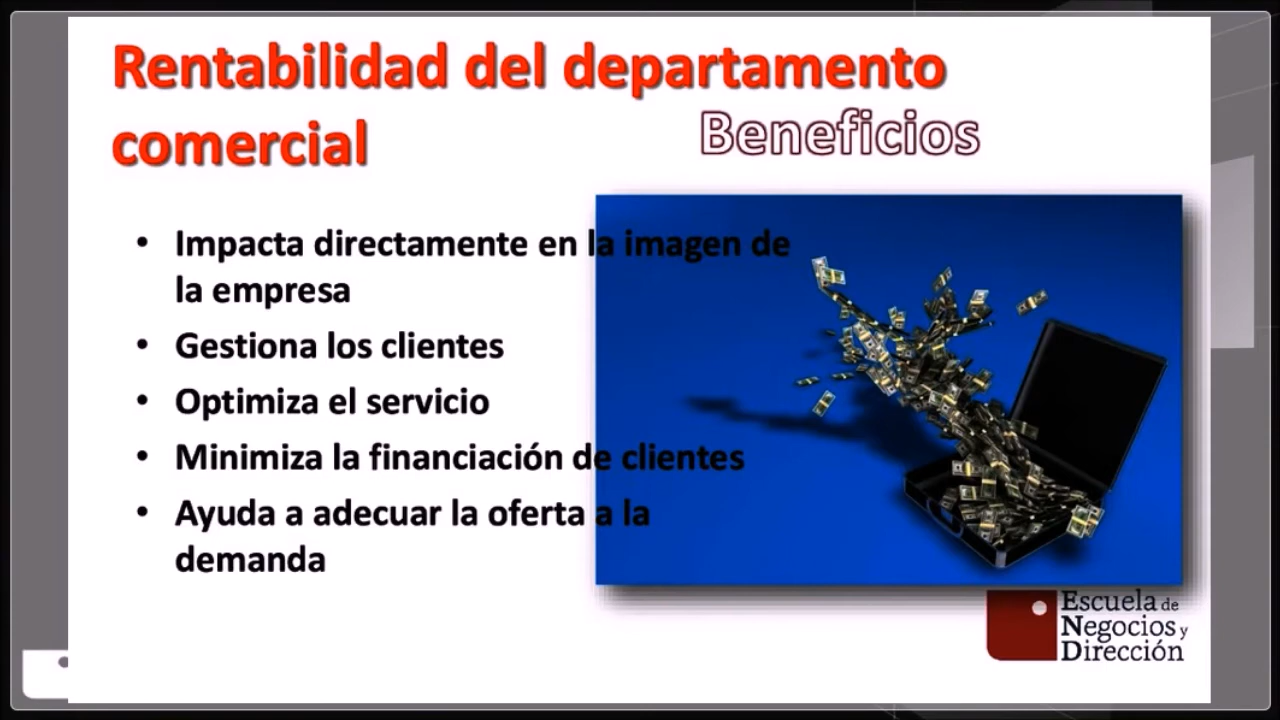 Rentabilidad del departamento
comercial
Beneficios
• Impacta directamente en la imagen de
la empresa
• Gestiona los clientes
• Optimiza el servicio
• Minimiza la financiación de clientes
• Ayuda a adecuar la oferta a la
demanda
Escuela de
Negocios y
Dirección